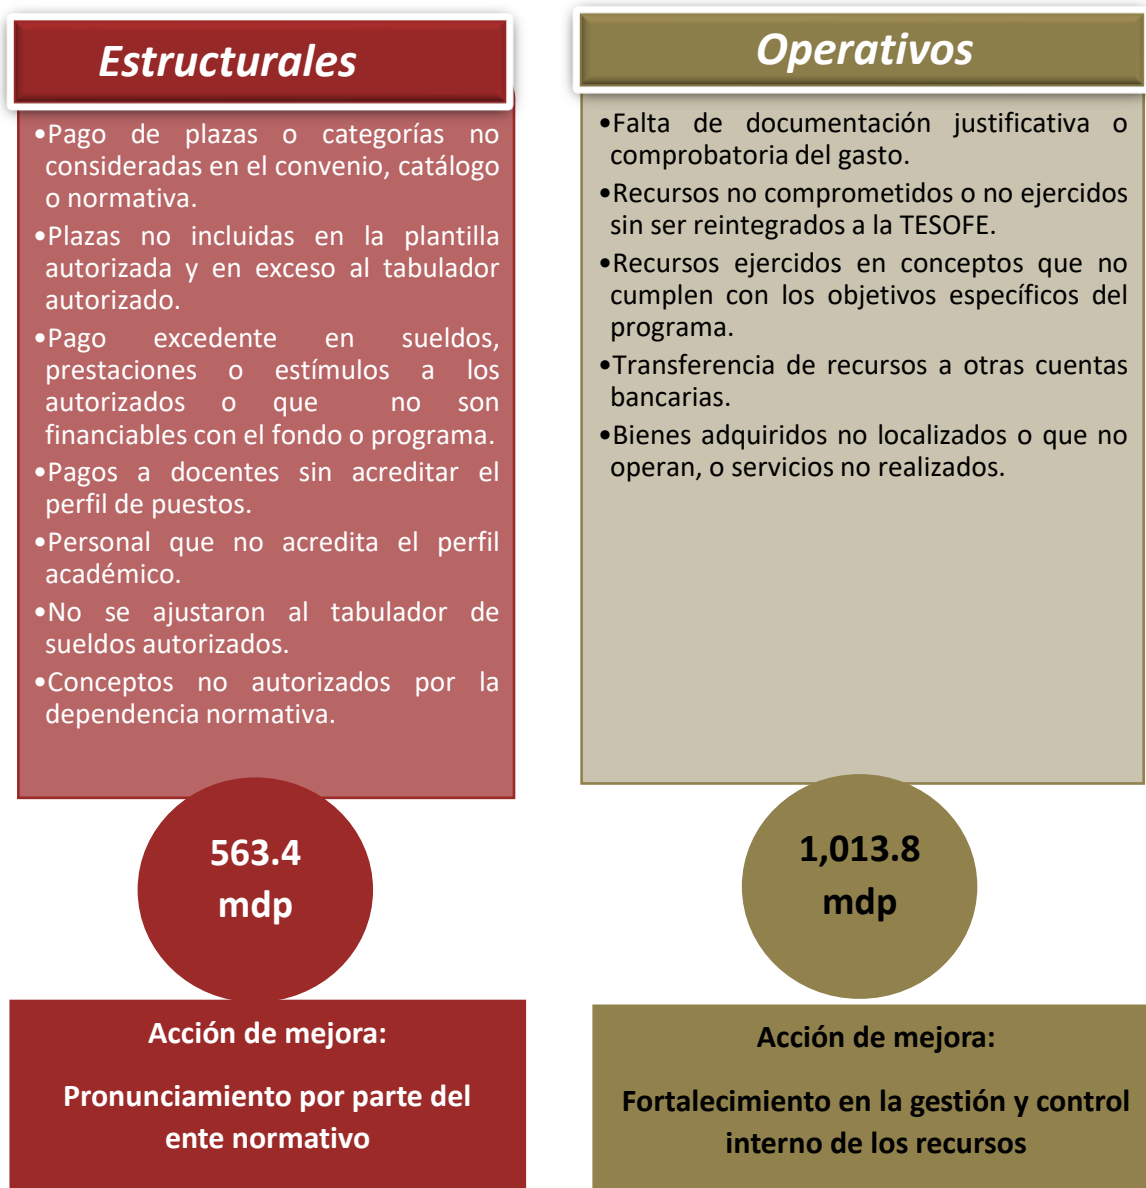 Estructurales
•Pago de plazas o categorías no
consideradas en el convenio, catálogo
o normativa.
•Plazas no incluidas en la plantilla
autorizada y en exceso al tabulador
autorizado.
•Pago excedente en sueldos,
prestaciones o estímulos a los
autorizados o que no son
financiables con el fondo o programa.
•Pagos a docentes sin acreditar el
perfil de puestos.
•Personal que no acredita el perfil
académico.
•No se ajustaron al tabulador de
sueldos autorizados.
•Conceptos no autorizados por la
dependencia normativa.
563.4
mdp
Acción de mejora:
Pronunciamiento por parte del
ente normativo
Operativos
•Falta de documentación justificativa o
comprobatoria del gasto.
•Recursos no comprometidos o no ejercidos
sin ser reintegrados a la TESOFE.
•Recursos ejercidos en conceptos que no
cumplen con los objetivos específicos del
programa.
•Transferencia de recursos a otras cuentas
bancarias.
•Bienes adquiridos no localizados o que no
operan, o servicios no realizados.
1,013.8
mdp
Acción de mejora:
Fortalecimiento en la gestión y control
interno de los recursos